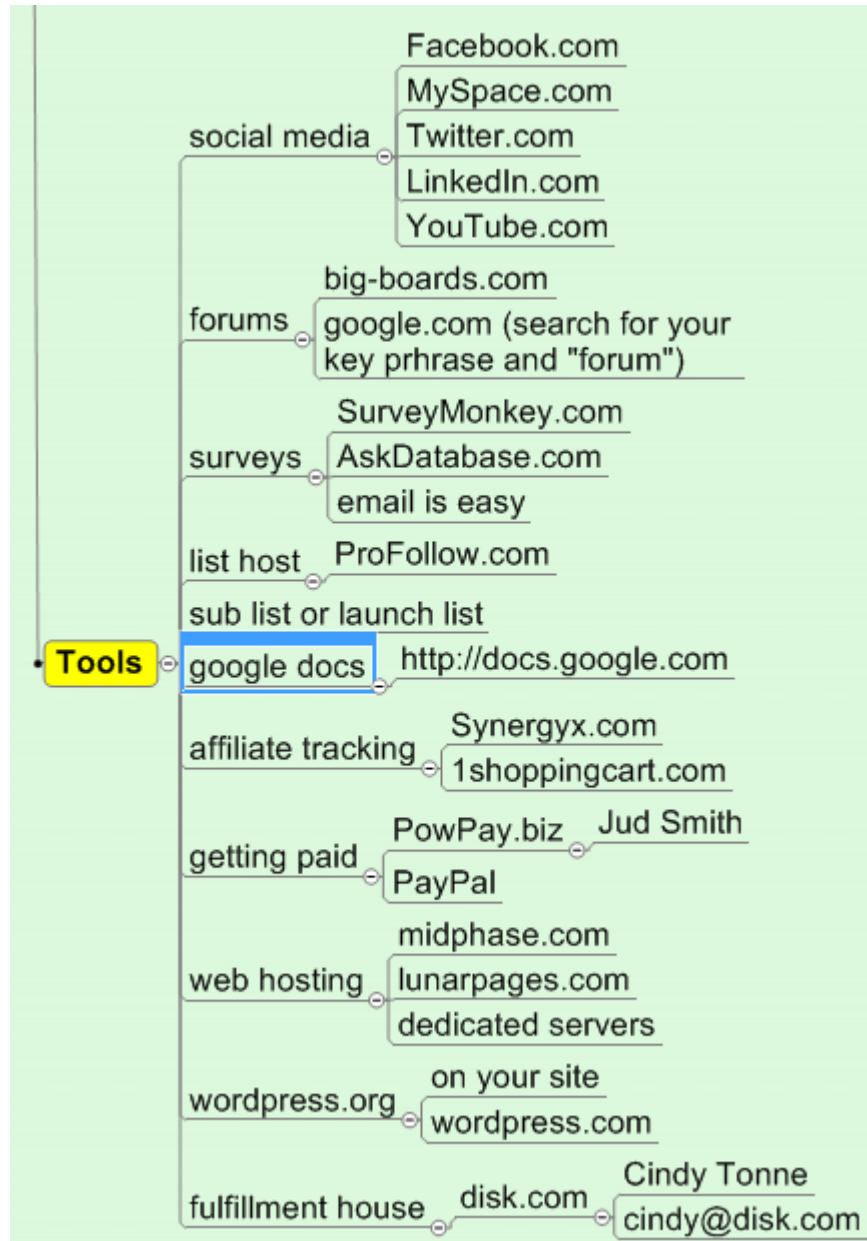 Facebook.com
MySpace.com
social media
Twitter.com
LinkedIn.com
YouTube.com
big-boards.com
forums
google.com (search for your
key prhrase and "forum")
SurveyMonkey.com
surveys
AskDatabase.com
email is easy
list host
ProFollow.com
sub list or launch list
Tools
google docs
http://docs.google.com
Synergyx.com
affiliate tracking
1shoppingcart.com
PowPay.biz
Jud Smith
getting paid
PayPal
midphase.com
web hosting
lunarpages.com
dedicated servers
on your site
wordpress.org
wordpress.com
Cindy Tonne
fulfillment house
disk.com
cindy@disk.com